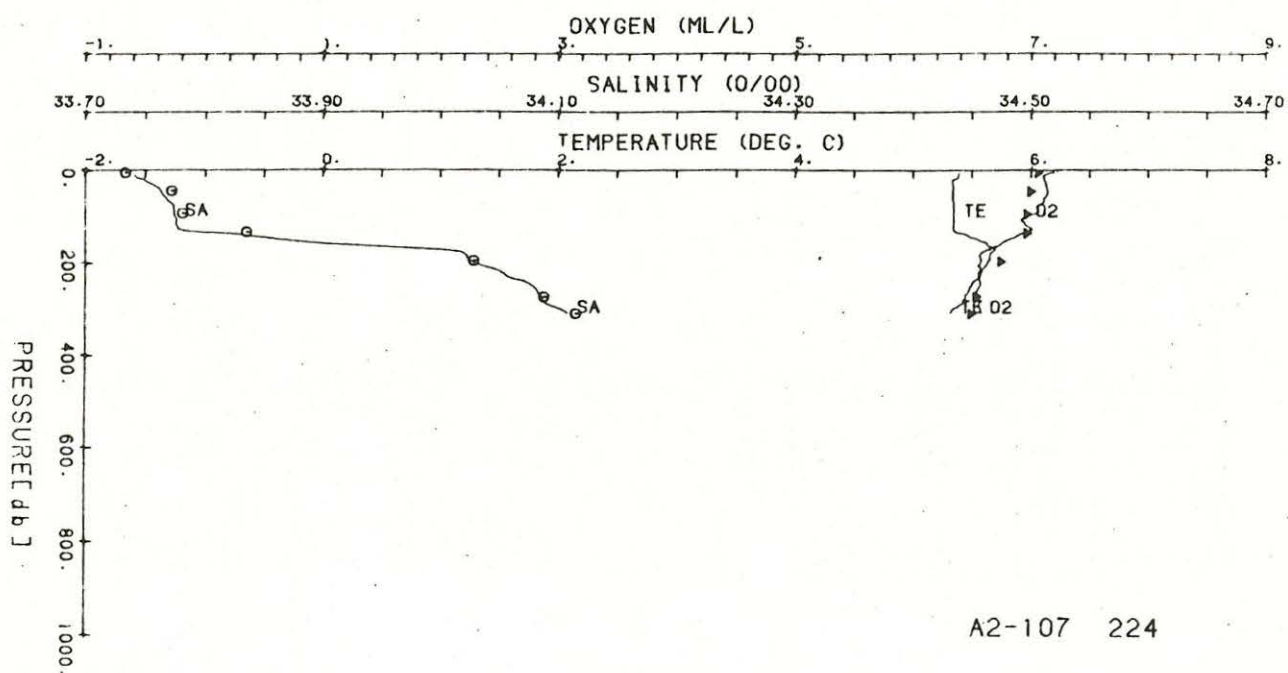 OXYGEN (ML/L)
-1. 1. 3. 5. 7. 9.
SALINITY (O/OO)
33.70 33.90 34.10 34.30 34.50 34.70
TEMPERATURE (DEG. C)
-2. 0. 2. 4. 6. 8.
0.
SA TE O2
200.
SA TE O2
400.
600.
800.
1000.
PRESSURE[db]
A2-107 224